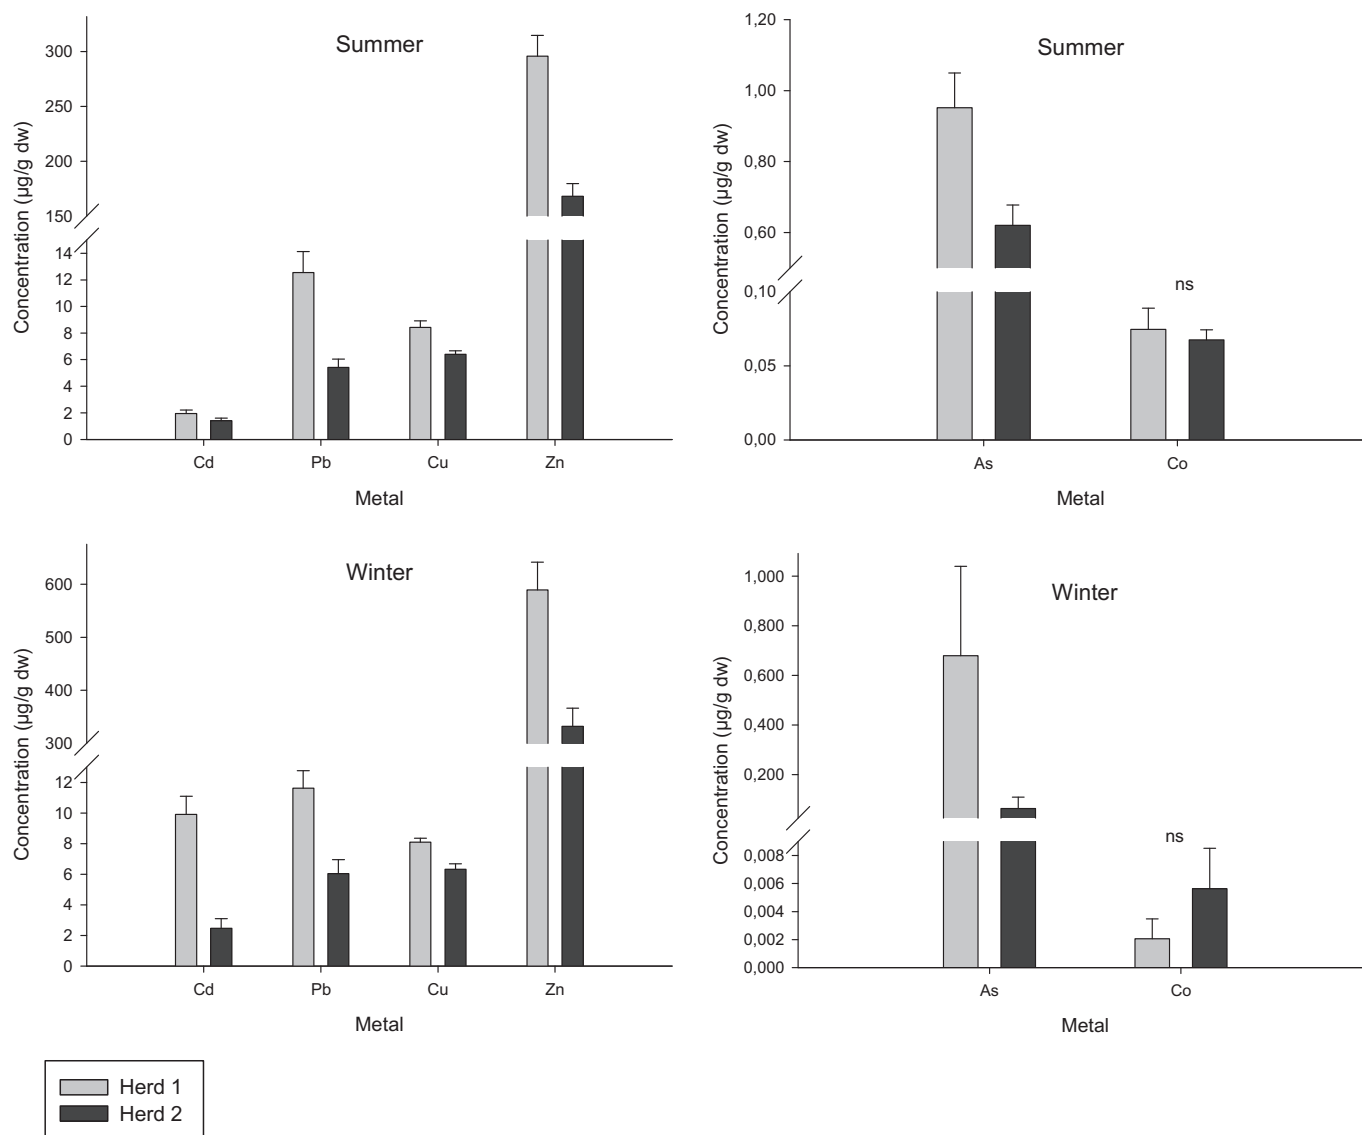 Summer
Concentration (µg/g dw)
300
250
200
150
14
12
10
8
6
4
2
0
Cd Pb Cu Zn
Metal
Summer
Concentration (µg/g dw)
1,20
1,00
0,80
0,60
0,10
0,05
0,00
ns
As Co
Metal
Winter
Concentration (µg/g dw)
600
500
400
300
12
10
8
6
4
2
0
Cd Pb Cu Zn
Metal
Winter
Concentration (µg/g dw)
1,000
0,800
0,600
0,400
0,200
0,008
0,006
0,004
0,002
0,000
ns
As Co
Metal
Herd 1
Herd 2